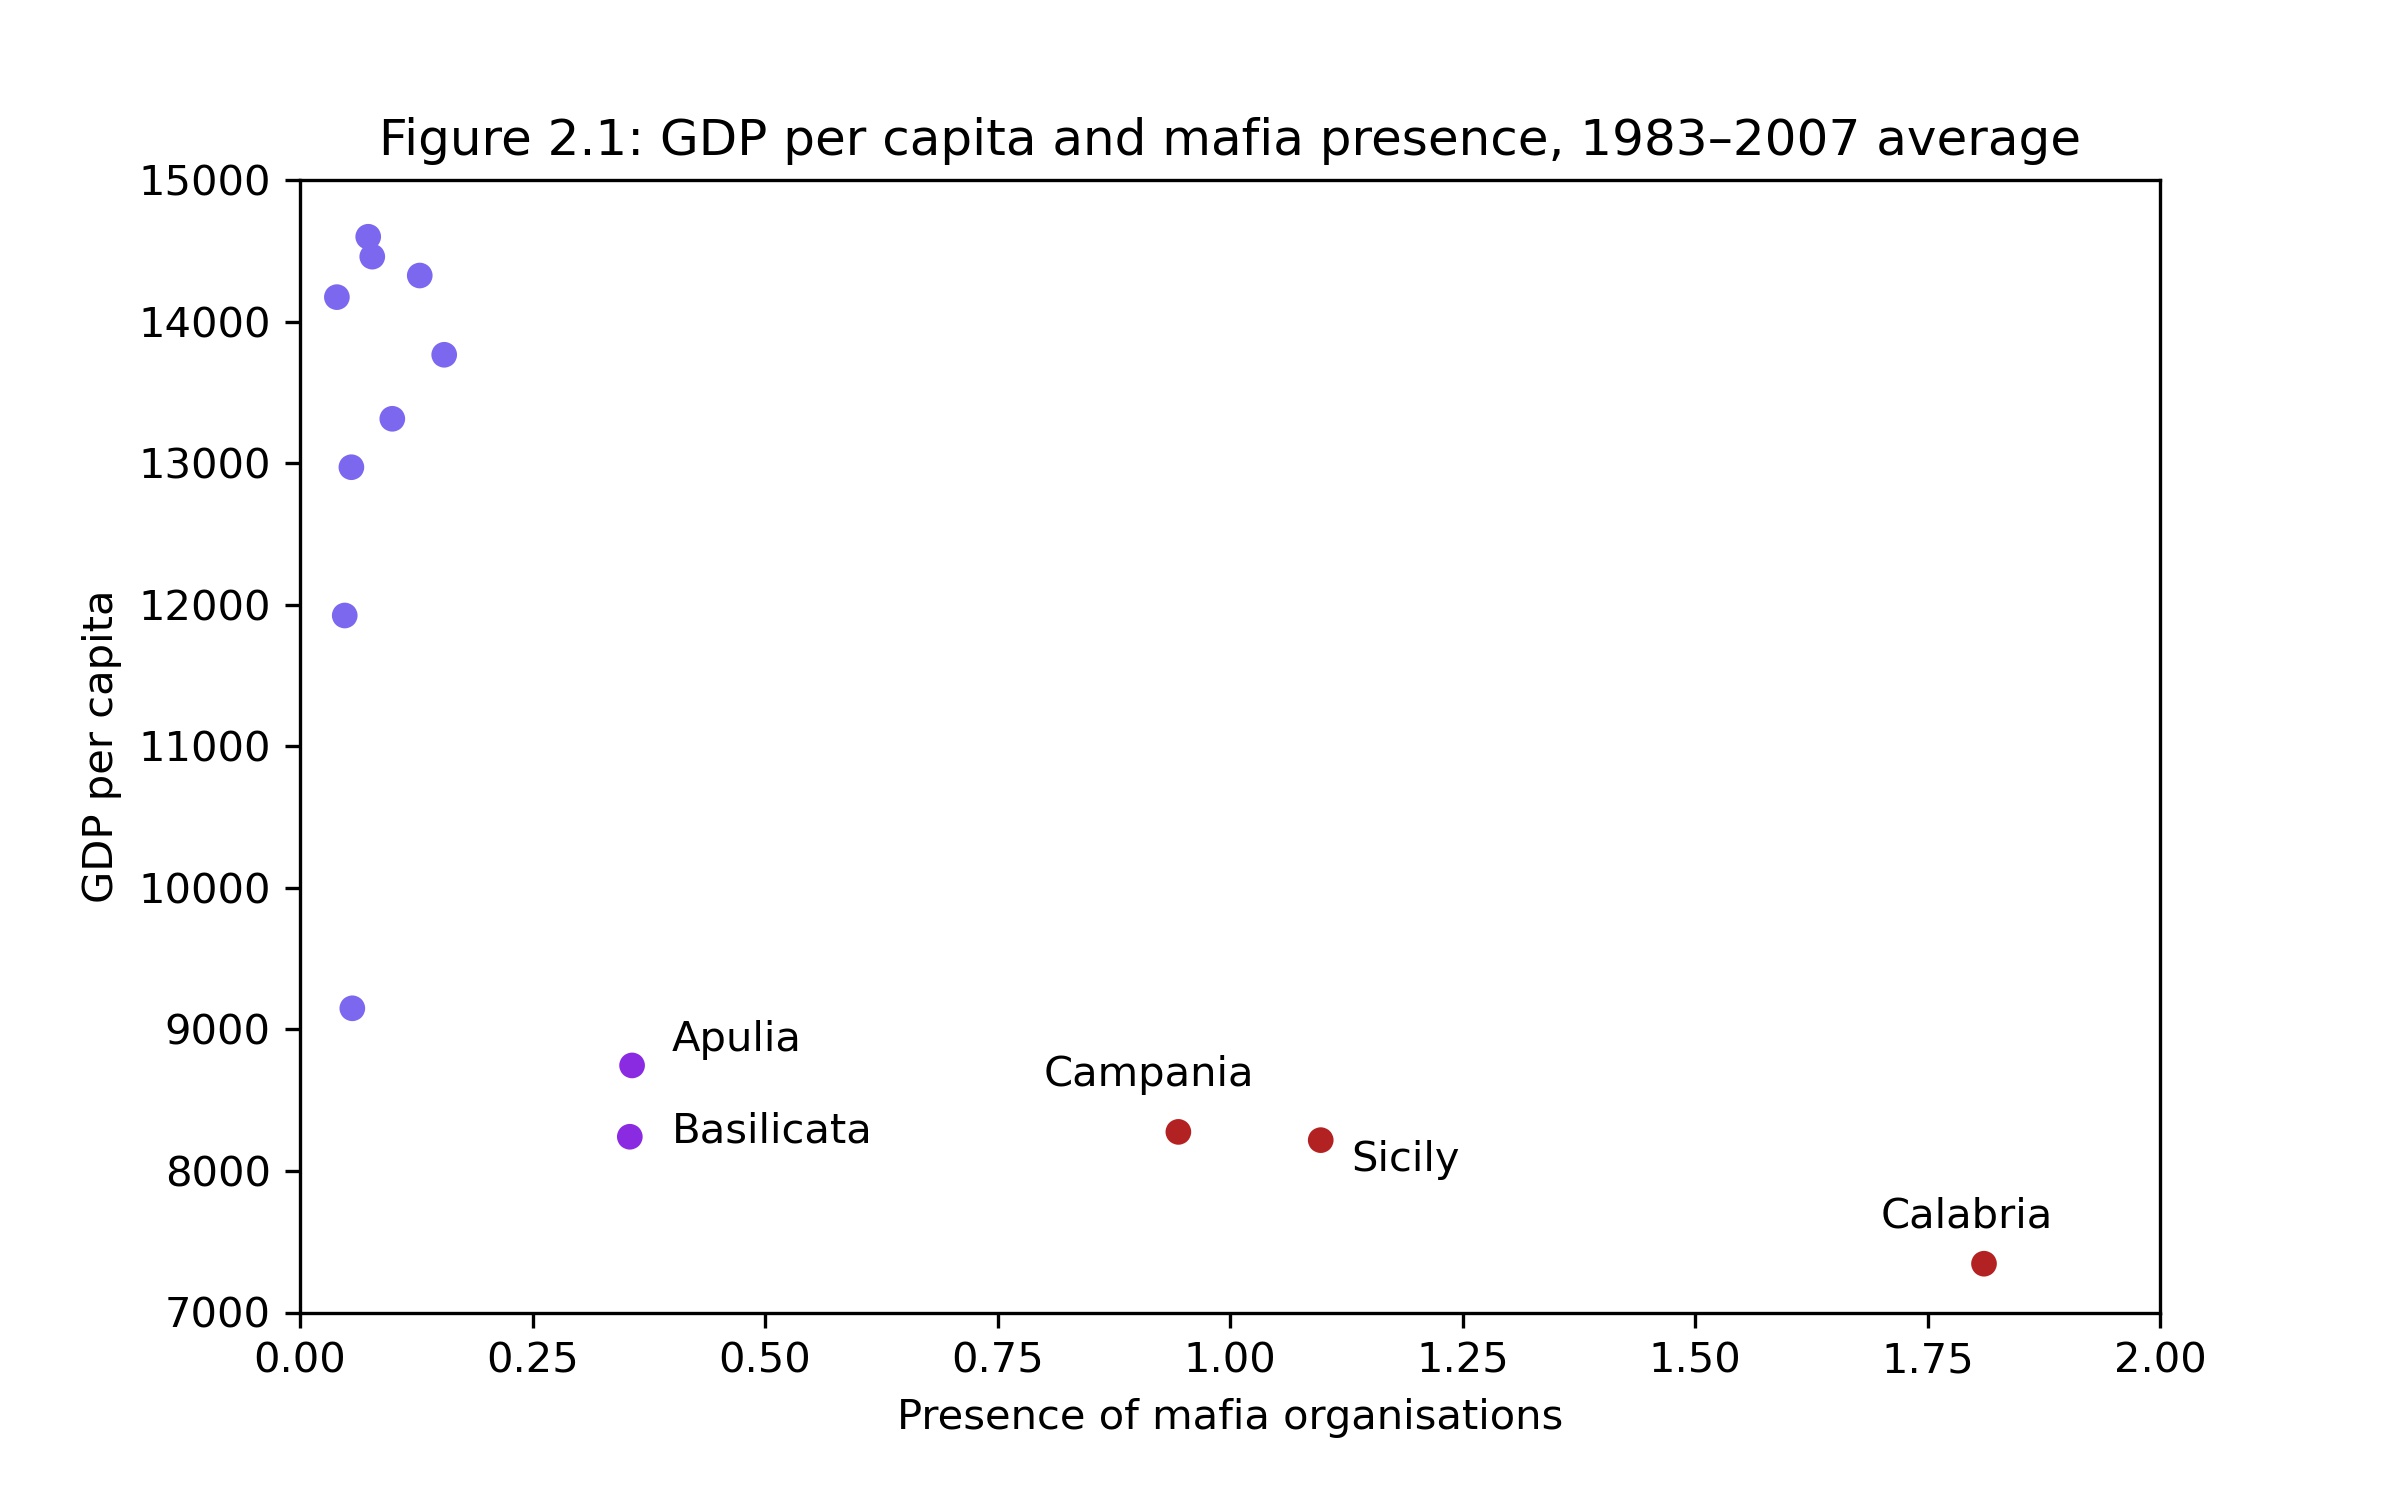 Figure 2.1: GDP per capita and mafia presence, 1983–2007 average
15000
14000
13000
12000
11000
10000
9000
8000
7000
GDP per capita
Apulia
Campania
Basilicata
Sicily
Calabria
0.00 0.25 0.50 0.75 1.00 1.25 1.50 1.75 2.00
Presence of mafia organisations